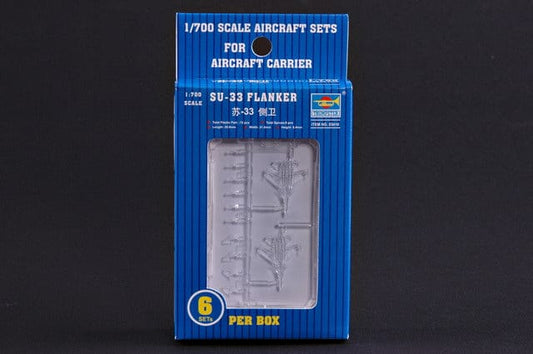 1/700 SCALE AIRCRAFT SETS
FOR
AIRCRAFT CARRIER
1:700
SCALE
SU-33 FLANKER
苏-33 侧卫
TRUMPETER
6
SETs
PER BOX